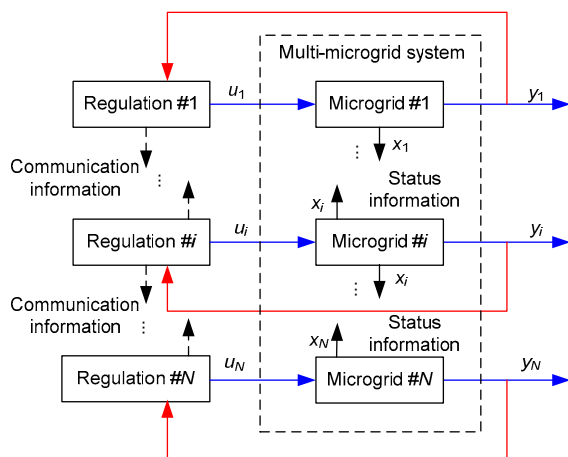 Multi-microgrid system
Regulation #1
u1
Microgrid #1
y1
x1
Communication
information
...
...
Status
information
xi
Regulation #i
ui
Microgrid #i
yi
xi
Communication
information
...
...
Status
information
xN
Regulation #N
uN
Microgrid #N
yN